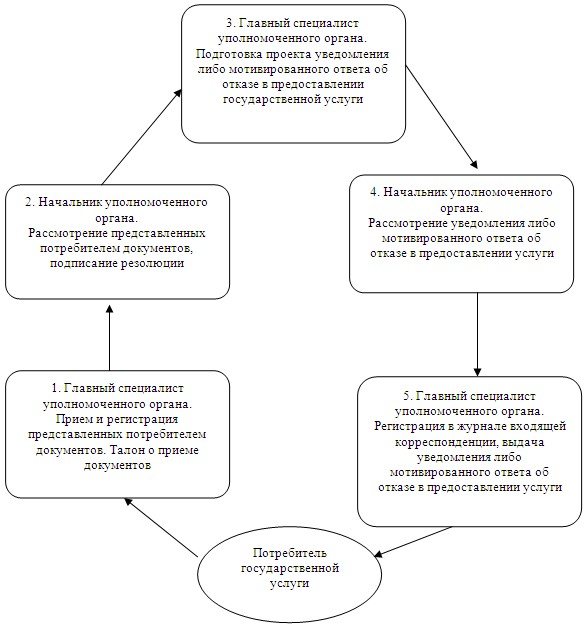 3. Главный специалист
уполномоченного органа.
Подготовка проекта уведомления
либо мотивированного ответа об
отказе в предоставлении
государственной услуги
2. Начальник уполномоченного
органа.
Рассмотрение представленных
потребителем документов,
подписание резолюции
4. Начальник уполномоченного
органа.
Рассмотрение уведомления либо
мотивированного ответа об
отказе в предоставлении услуги
1. Главный специалист
уполномоченного органа.
Прием и регистрация
представленных потребителем
документов. Талон о приеме
документов
5. Главный специалист
уполномоченного органа.
Регистрация в журнале входящей
корреспонденции, выдача
уведомления либо
мотивированного ответа об
отказе в предоставлении услуги
Потребитель
государственной
услуги